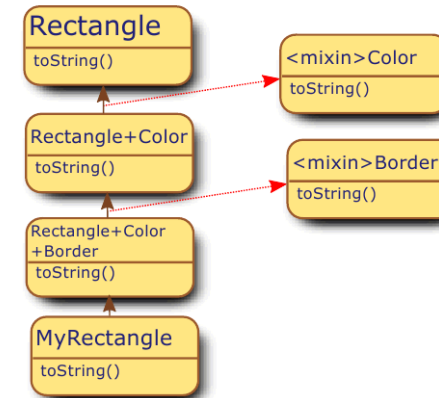 Rectangle
toString()
<mixin>Color
toString()
Rectangle+Color
toString()
<mixin>Border
toString()
Rectangle+Color
+Border
toString()
MyRectangle
toString()